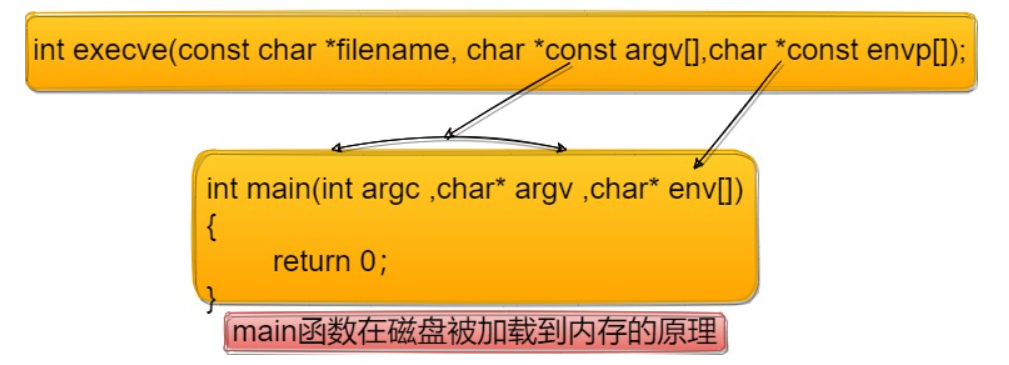 int execve(const char *filename, char *const argv[],char *const envp[]);
int main(int argc ,char* argv ,char* env[])
{
return 0；
}
main函数在磁盘被加载到内存的原理